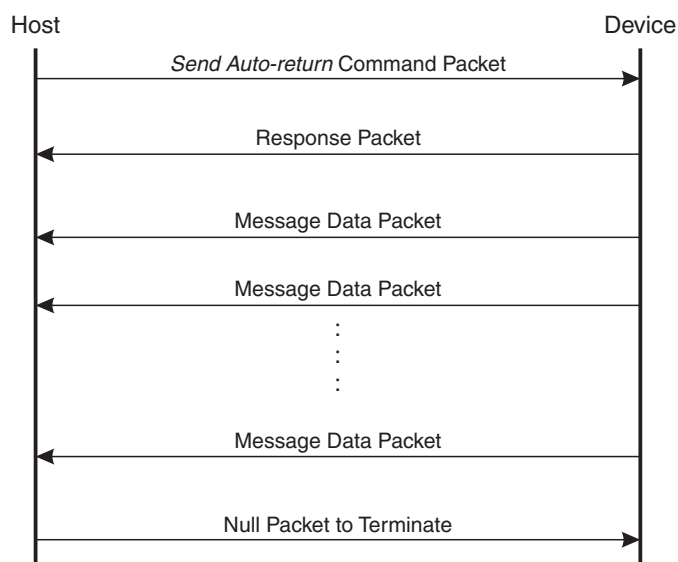 Host
Device
Send Auto-return Command Packet
Response Packet
Message Data Packet
Message Data Packet
:
:
:
Message Data Packet
Null Packet to Terminate